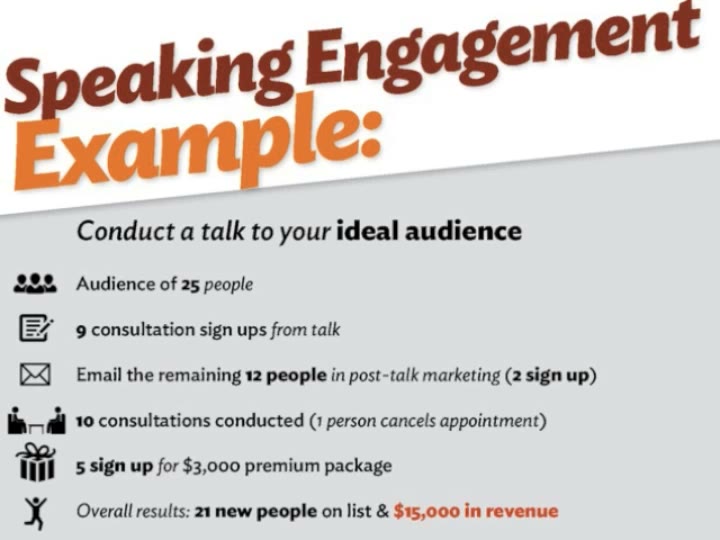 Speaking Engagement
Example:
Conduct a talk to your ideal audience
Audience of 25 people
9 consultation sign ups from talk
Email the remaining 12 people in post-talk marketing (2 sign up)
10 consultations conducted (1 person cancels appointment)
5 sign up for $3,000 premium package
Overall results: 21 new people on list & $15,000 in revenue